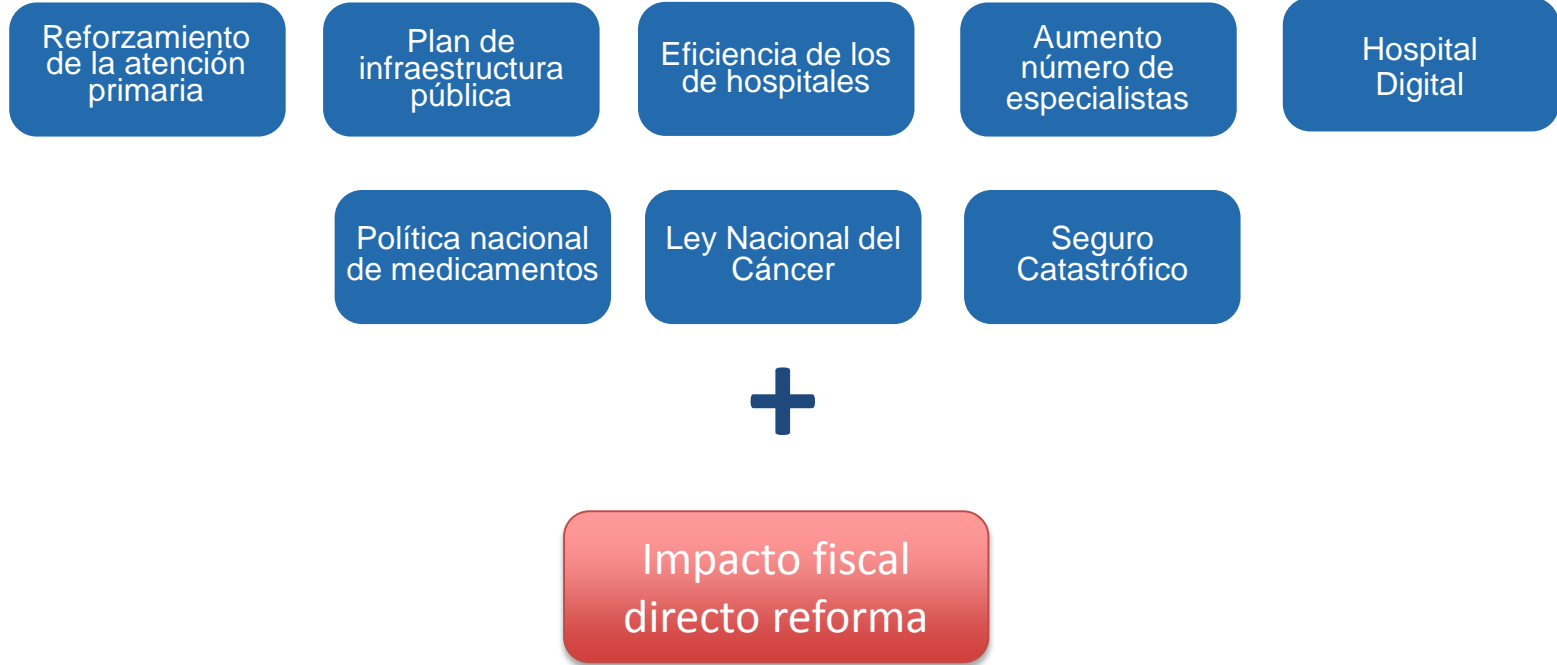 Reforzamiento
de la atención
primaria
Plan de
infraestructura
pública
Eficiencia de los
de hospitales
Aumento
número de
especialistas
Hospital
Digital
Política nacional
de medicamentos
Ley Nacional del
Cáncer
Seguro
Catastrófico
+
Impacto fiscal
directo reforma